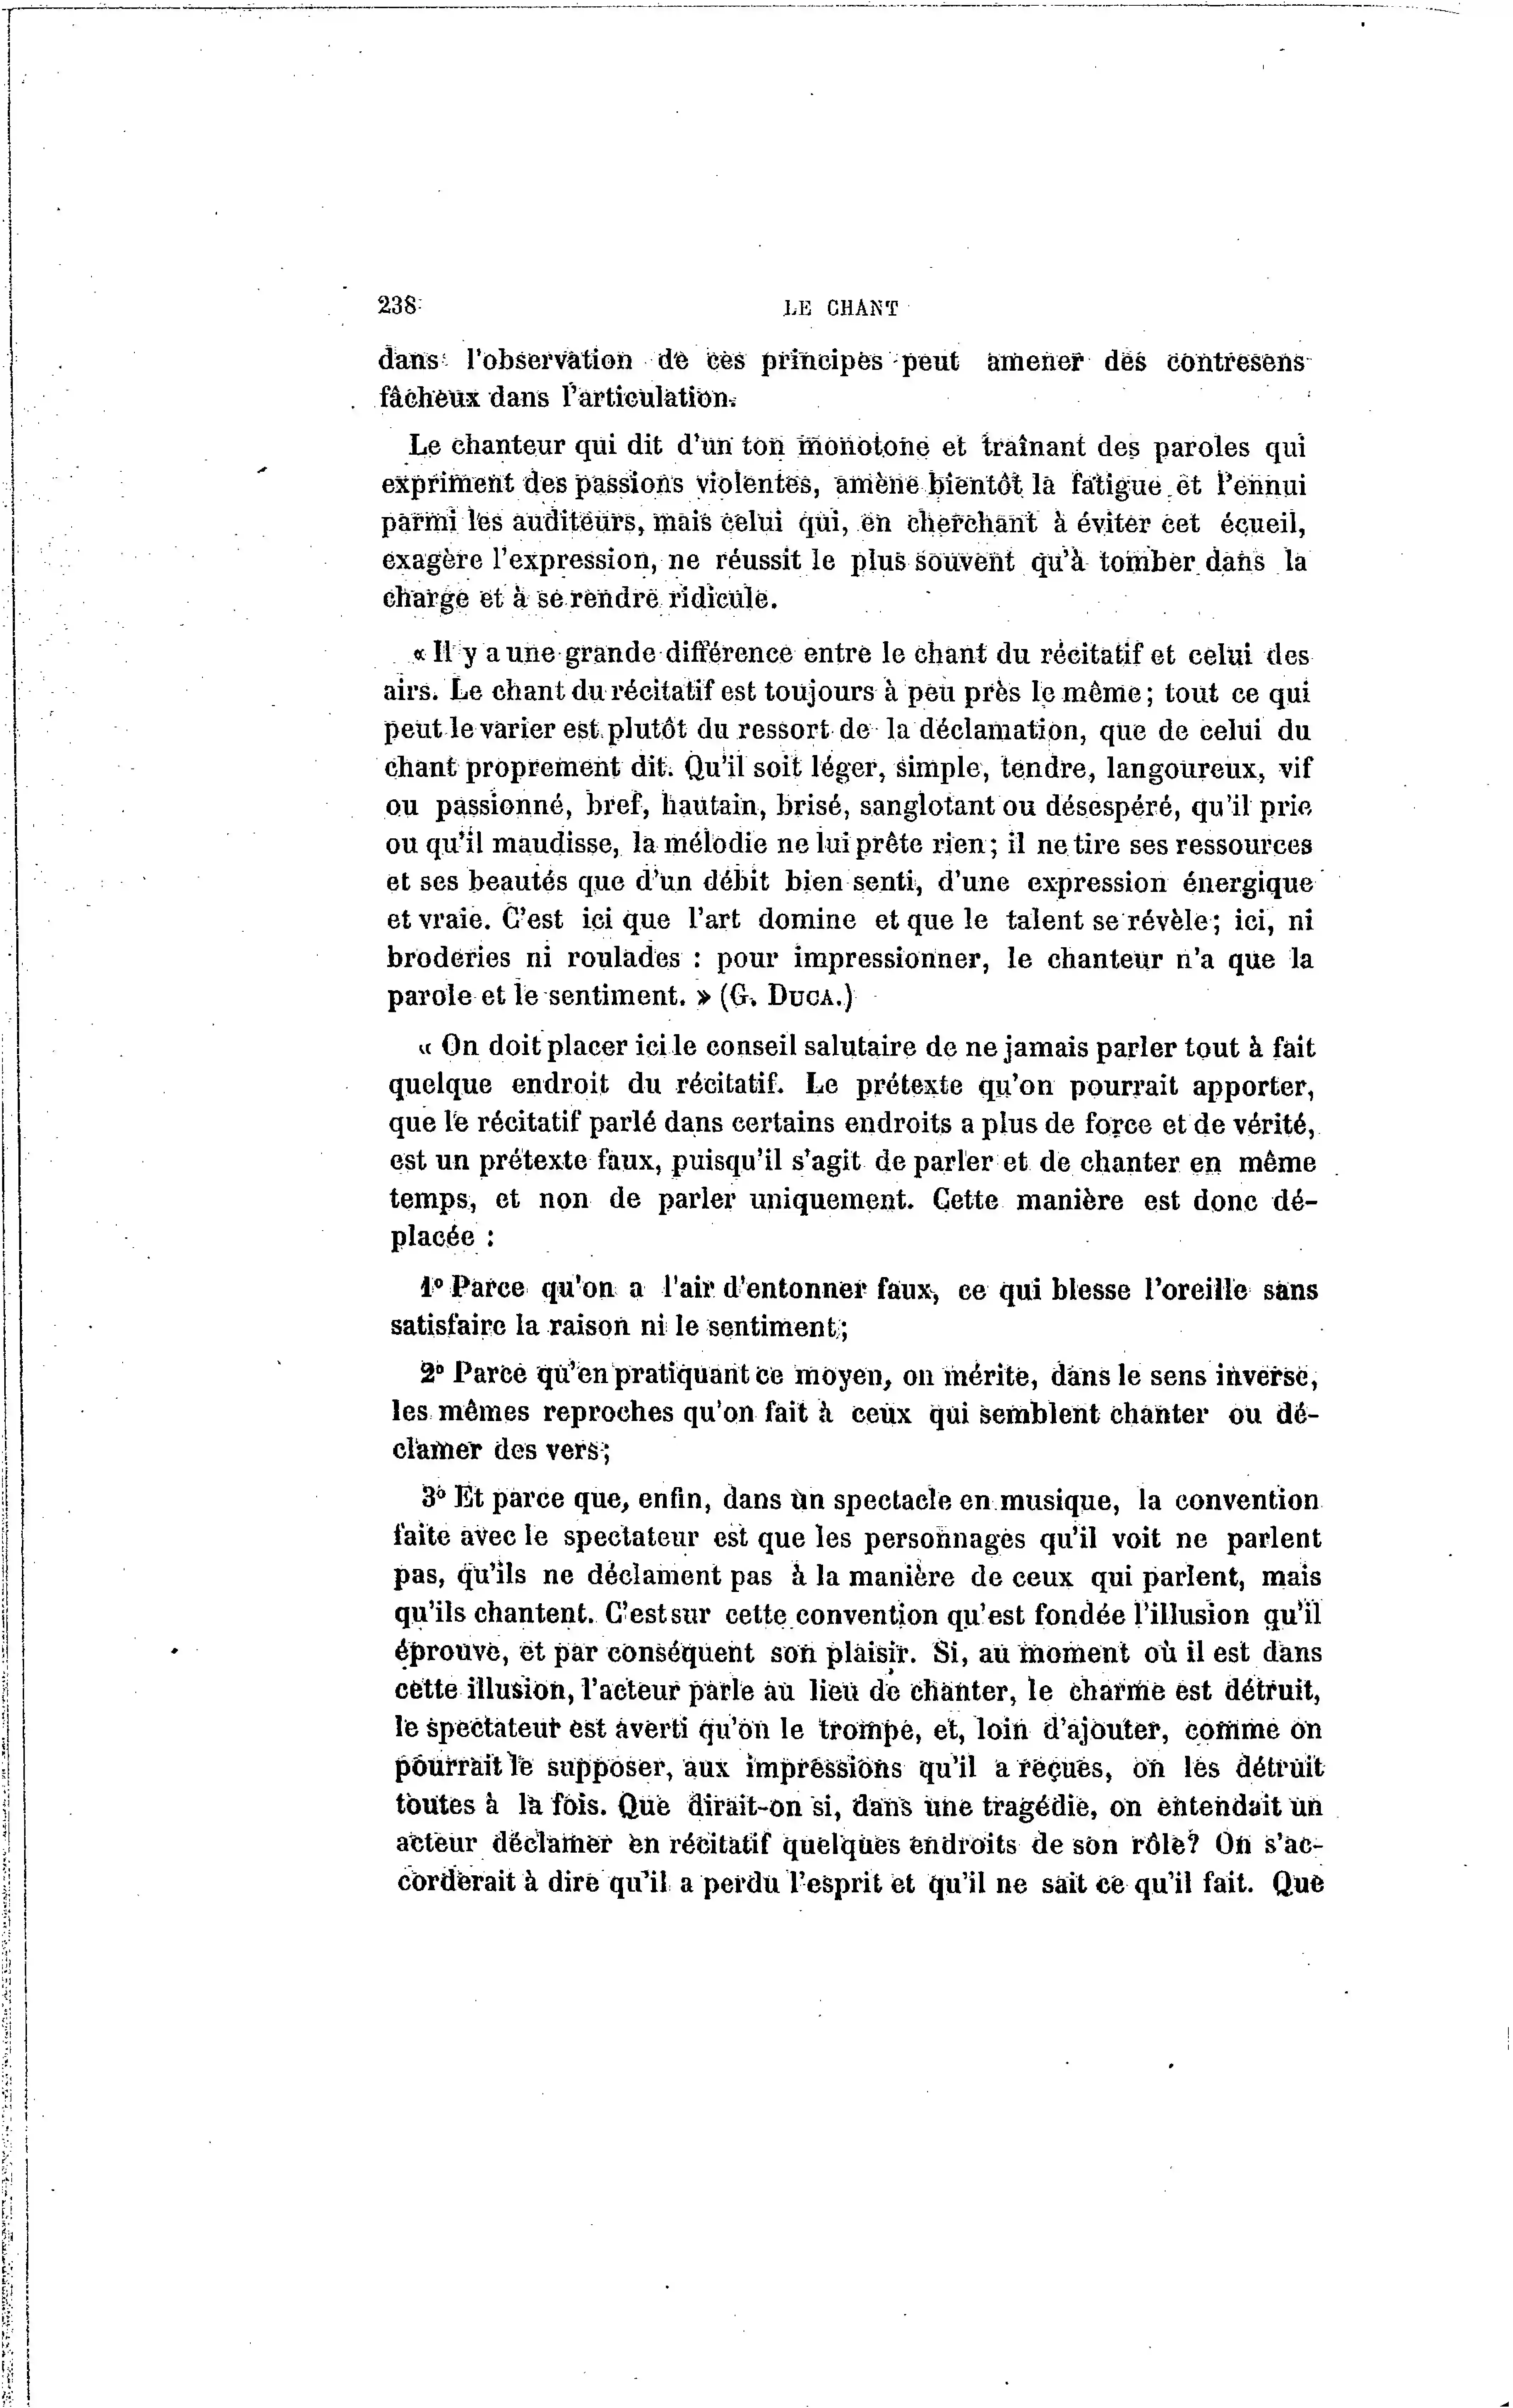 238
LE CHANT
dans l'observation de ces principes peut amener des contresens
fâcheux dans l'articulation.
Le chanteur qui dit d'un ton monotone et traînant des paroles qui
expriment des passions violentes, amène bientôt la fatigue et l'ennui
parmi les auditeurs, mais celui qui, en cherchant à éviter cet écueil,
exagère l'expression, ne réussit le plus souvent qu'à tomber dans la
charge et à se rendre ridicule.
« Il y a une grande différence entre le chant du récitatif et celui des
airs. Le chant du récitatif est toujours à peu près le même; tout ce qui
peut le varier est plutôt du ressort de la déclamation, que de celui du
chant proprement dit. Qu'il soit léger, simple, tendre, langoureux, vif
ou passionné, bref, hautain, brisé, sanglotant ou désespéré, qu'il prie
ou qu'il maudisse, la mélodie ne lui prête rien; il ne tire ses ressources
et ses beautés que d'un débit bien senti, d'une expression énergique
et vraie. C'est ici que l'art domine et que le talent se révèle; ici, ni
broderies ni roulades : pour impressionner, le chanteur n'a que la
parole et le sentiment. » (G. DUCA.)
« On doit placer ici le conseil salutaire de ne jamais parler tout à fait
quelque endroit du récitatif. Le prétexte qu'on pourrait apporter,
que le récitatif parlé dans certains endroits a plus de force et de vérité,
est un prétexte faux, puisqu'il s'agit de parler et de chanter en même
temps, et non de parler uniquement. Cette manière est donc dé-
placée :
1º Parce qu'on a l'air d'entonner faux, ce qui blesse l'oreille sans
satisfaire la raison ni le sentiment;
2º Parce qu'en pratiquant ce moyen, on mérite, dans le sens inverse,
les mêmes reproches qu'on fait à ceux qui semblent chanter ou dé-
clamer des vers;
3º Et parce que, enfin, dans un spectacle en musique, la convention
faite avec le spectateur est que les personnages qu'il voit ne parlent
pas, qu'ils ne déclament pas à la manière de ceux qui parlent, mais
qu'ils chantent. C'est sur cette convention qu'est fondée l'illusion qu'il
éprouve, et par conséquent son plaisir. Si, au moment où il est dans
cette illusion, l'acteur parle au lieu de chanter, le charme est détruit,
le spectateur est averti qu'on le trompe, et, loin d'ajouter, comme on
pourrait le supposer, aux impressions qu'il a reçues, on les détruit
toutes à la fois. Que dirait-on si, dans une tragédie, on entendait un
acteur déclamer en récitatif quelques endroits de son rôle? On s'ac-
corderait à dire qu'il a perdu l'esprit et qu'il ne sait ce qu'il fait. Que